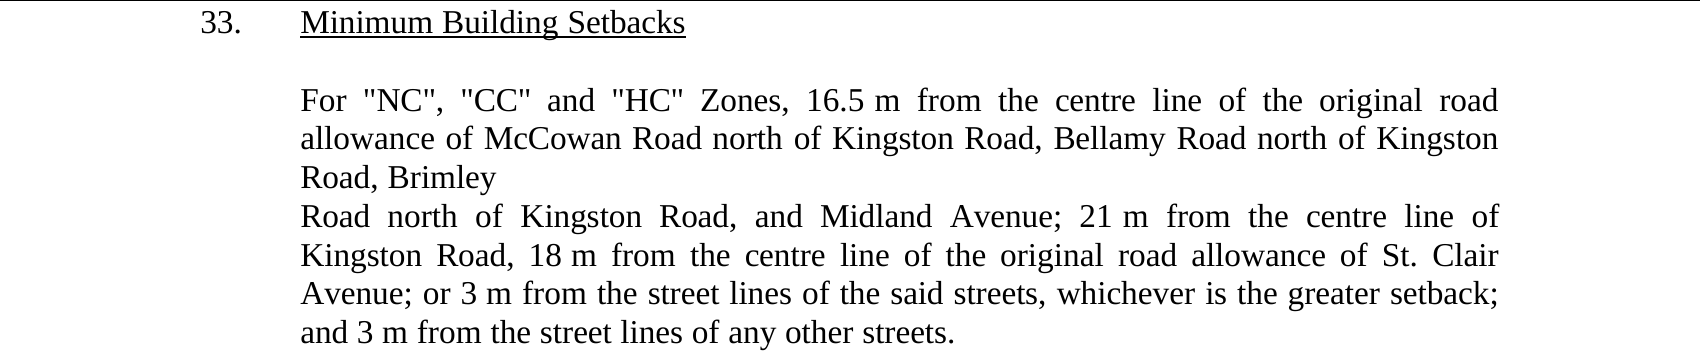 33. Minimum Building Setbacks
For "NC", "CC" and "HC" Zones, 16.5 m from the centre line of the original road
allowance of McCowan Road north of Kingston Road, Bellamy Road north of Kingston
Road, Brimley
Road north of Kingston Road, and Midland Avenue; 21 m from the centre line of
Kingston Road, 18 m from the centre line of the original road allowance of St. Clair
Avenue; or 3 m from the street lines of the said streets, whichever is the greater setback;
and 3 m from the street lines of any other streets.